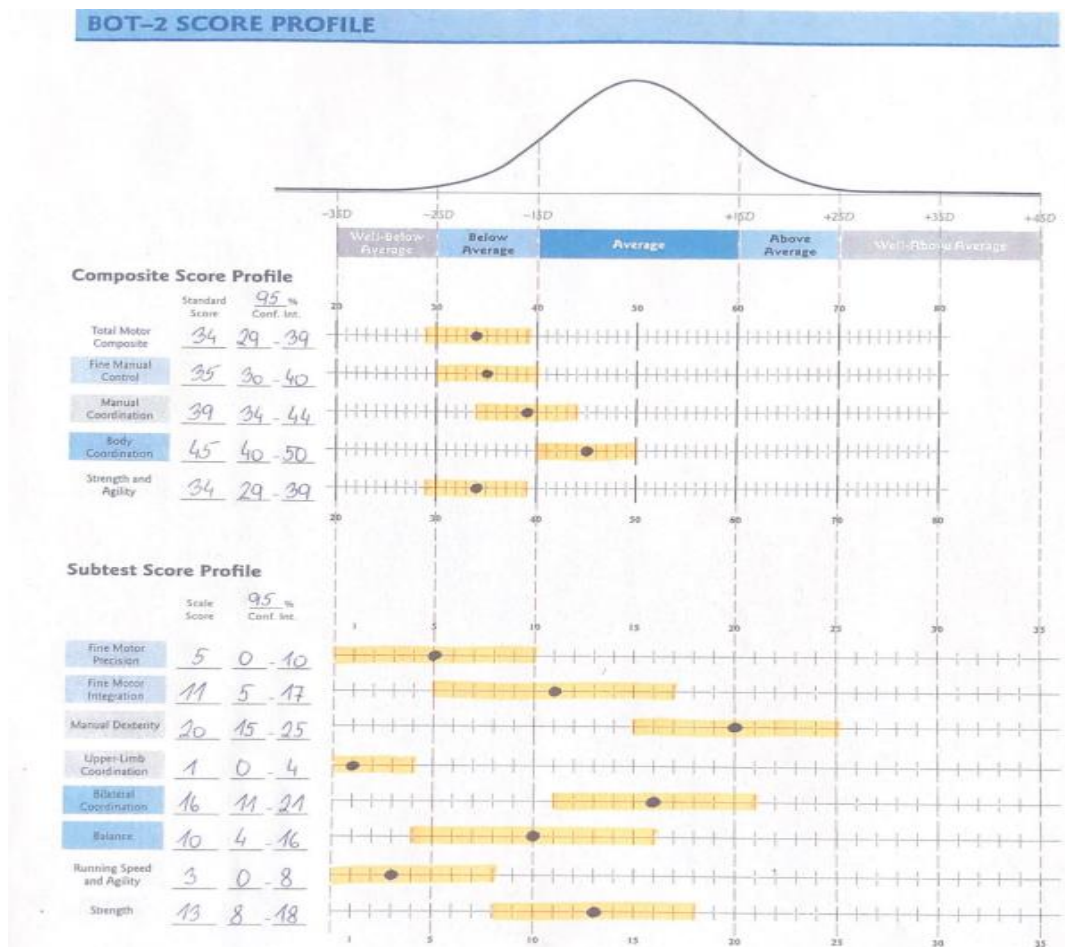 BOT–2 SCORE PROFILE
-3SD -2SD -1SD +1SD +2SD +3SD +4SD
Well-Below Average Below Average Average Above Average Well-Above Average
Composite Score Profile
Standard Score 95 % Conf. Int.
20 30 40 50 60 70 80
Total Motor Composite 34 29 - 39
Fine Manual Control 35 30 - 40
Manual Coordination 39 34 - 44
Body Coordination 45 40 - 50
Strength and Agility 34 29 - 39
20 30 40 50 60 70 80
Subtest Score Profile
Scale Score 95 % Conf. Int.
1 5 10 15 20 25 30 35
Fine Motor Precision 5 0 - 10
Fine Motor Integration 11 5 - 17
Manual Dexterity 20 15 - 25
Upper-Limb Coordination 1 0 - 4
Bilateral Coordination 16 11 - 21
Balance 10 4 - 16
Running Speed and Agility 3 0 - 8
Strength 13 8 - 18
1 5 10 15 20 25 30 35